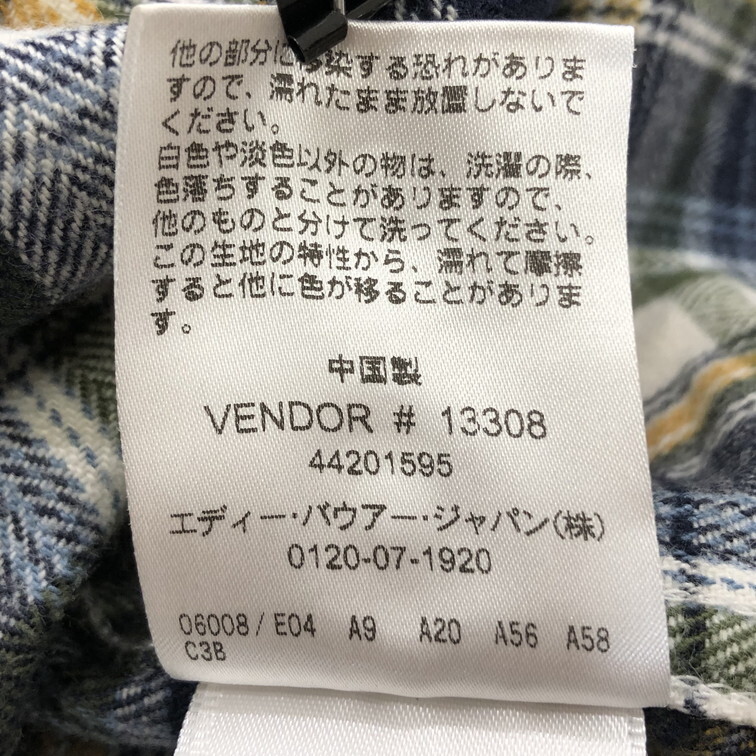 他の部分に移染する恐れがありま
すので、濡れたまま放置しないで
ください。
白色や淡色以外の物は、洗濯の際、
色落ちすることがありますので、
他のものと分けて洗ってください。
この生地の特性から、濡れて摩擦
すると他に色が移ることがありま
す。
中国製
VENDOR # 13308
44201595
エディー・バウアー・ジャパン(株)
0120-07-1920
06008/ E04 A9 A20 A56 A58
C3B